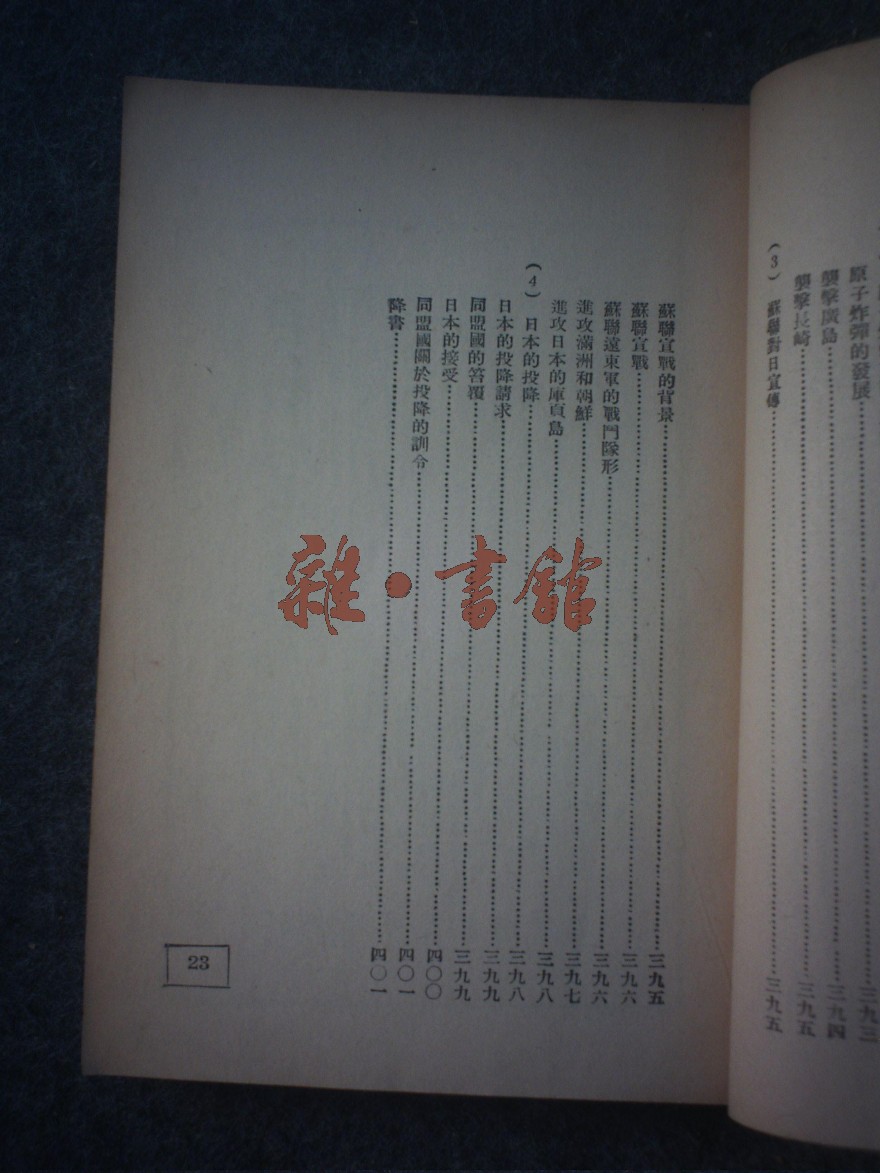 原子炸彈的發展……三九三
襲擊廣島……三九四
襲擊長崎……三九五
(3) 蘇聯對日宣傳……三九五
蘇聯宣戰的背景……三九五
蘇聯宣戰……三九六
蘇聯遠東軍的戰鬥隊形……三九六
進攻滿洲和朝鮮……三九七
進攻日本的庫頁島……三九八
(4) 日本的投降……三九八
日本的投降請求……三九九
同盟國的答覆……三九九
日本的接受……四〇〇
同盟國關於投降的訓令……四〇一
降書……四〇一
23
雜·書館